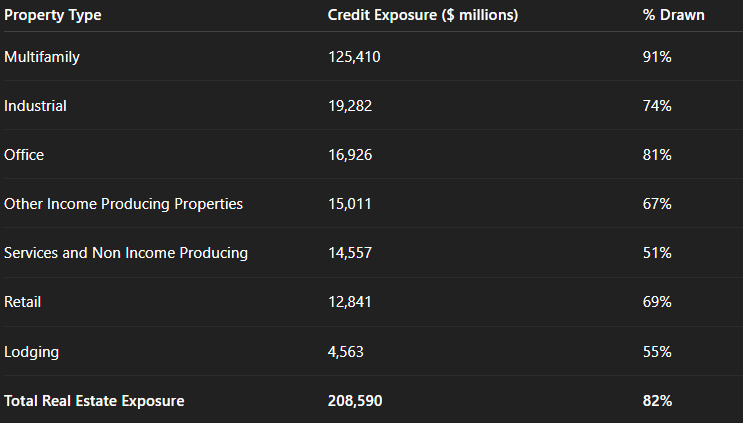 Property Type Credit Exposure ($ millions) % Drawn
Multifamily 125,410 91%
Industrial 19,282 74%
Office 16,926 81%
Other Income Producing Properties 15,011 67%
Services and Non Income Producing 14,557 51%
Retail 12,841 69%
Lodging 4,563 55%
Total Real Estate Exposure 208,590 82%